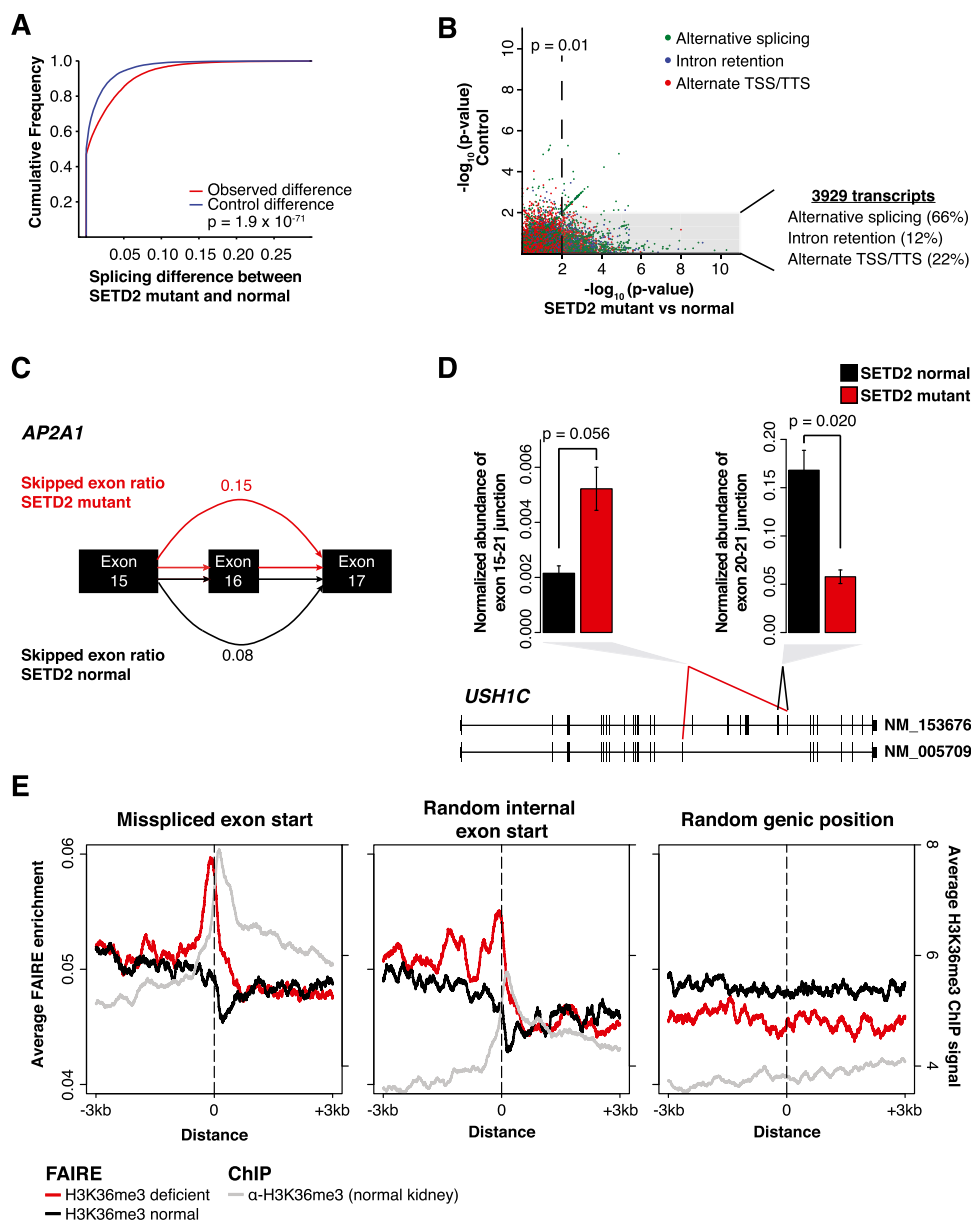 A
Cumulative Frequency
1.0
0.8
0.6
0.4
0.2
Observed difference
Control difference
p = 1.9 x 10-71
0.05 0.10 0.15 0.20 0.25
Splicing difference between
SETD2 mutant and normal
B
-log10 (p-value)
Control
10
8
6
4
2
p = 0.01
Alternative splicing
Intron retention
Alternate TSS/TTS
2 4 6 8 10
-log10 (p-value)
SETD2 mutant vs normal
3929 transcripts
Alternative splicing (66%)
Intron retention (12%)
Alternate TSS/TTS (22%)
C
AP2A1
Skipped exon ratio
SETD2 mutant
0.15
Exon
15
Exon
16
Exon
17
0.08
Skipped exon ratio
SETD2 normal
D
SETD2 normal
SETD2 mutant
Normalized abundance of
exon 15-21 junction
0.000 0.002 0.004 0.006
p = 0.056
Normalized abundance of
exon 20-21 junction
0.00 0.05 0.10 0.15 0.20
p = 0.020
USH1C
NM_153676
NM_005709
E
Misspliced exon start
Random internal
exon start
Random genic position
Average FAIRE enrichment
0.04 0.05 0.06
-3kb 0 +3kb
Distance
-3kb 0 +3kb
Distance
-3kb 0 +3kb
Distance
8
6
4
Average H3K36me3 ChIP signal
FAIRE
H3K36me3 deficient
H3K36me3 normal
ChIP
α-H3K36me3 (normal kidney)